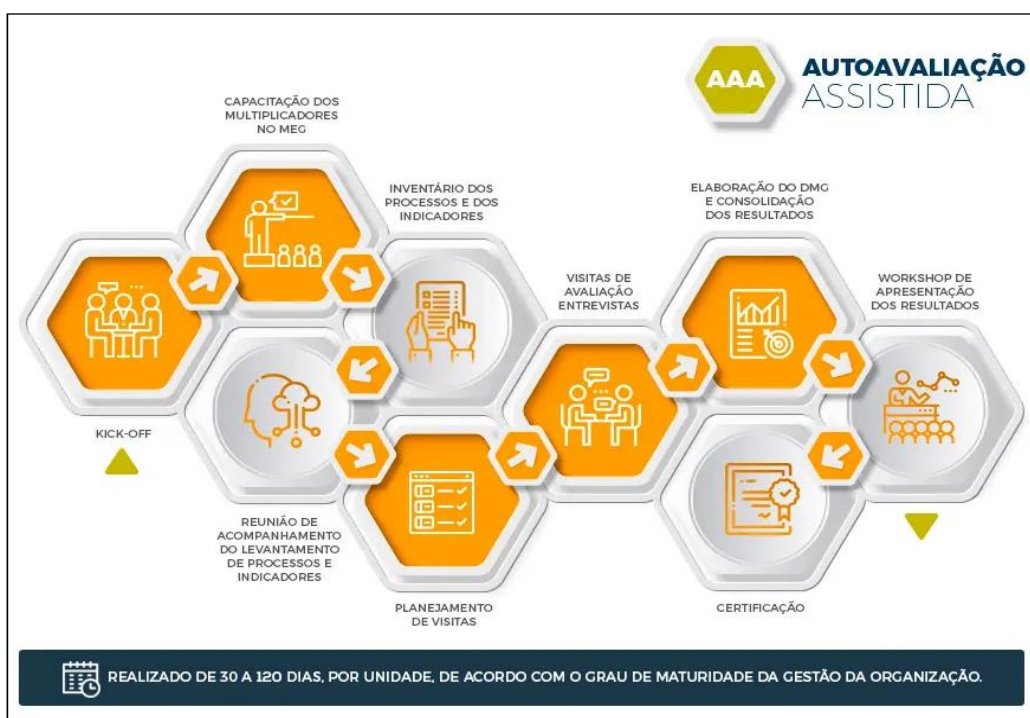 AAA
AUTOAVALIAÇÃO
ASSISTIDA
KICK-OFF
CAPACITAÇÃO DOS
MULTIPLICADORES
NO MEG
INVENTÁRIO DOS
PROCESSOS E DOS
INDICADORES
REUNIÃO DE
ACOMPANHAMENTO
DO LEVANTAMENTO
DE PROCESSOS E
INDICADORES
PLANEJAMENTO
DE VISITAS
VISITAS DE
AVALIAÇÃO
ENTREVISTAS
ELABORAÇÃO DO DMG
E CONSOLIDAÇÃO
DOS RESULTADOS
WORKSHOP DE
APRESENTAÇÃO
DOS RESULTADOS
CERTIFICAÇÃO
REALIZADO DE 30 A 120 DIAS, POR UNIDADE, DE ACORDO COM O GRAU DE MATURIDADE DA GESTÃO DA ORGANIZAÇÃO.